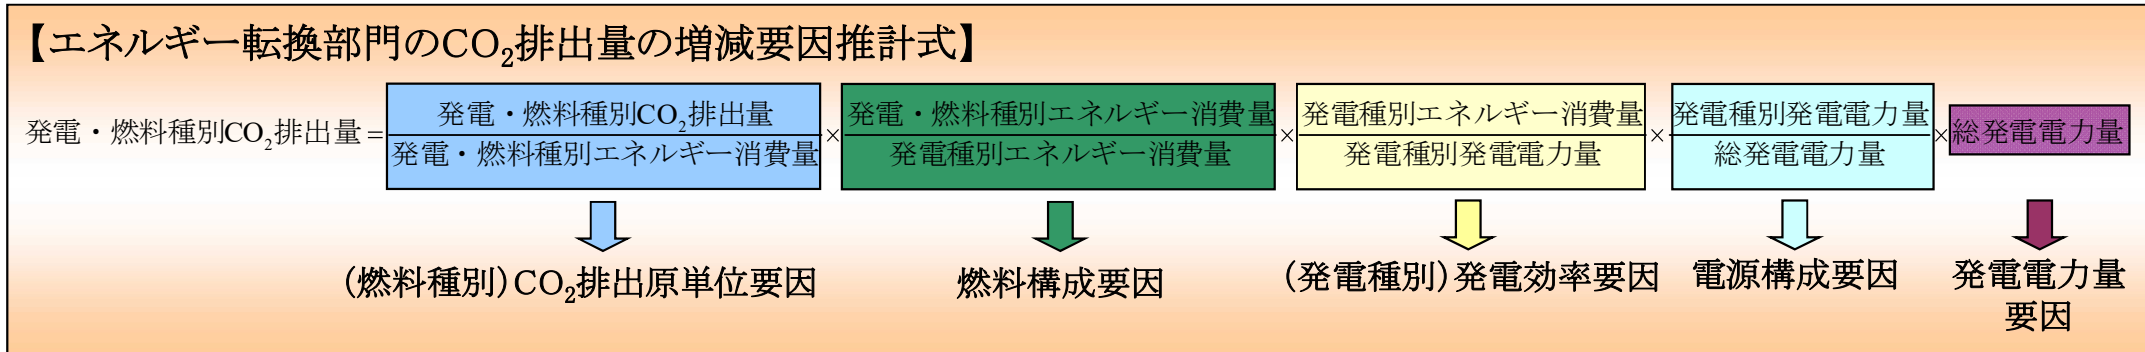 【エネルギー転換部門のCO₂排出量の増減要因推計式】
発電・燃料種別CO₂排出量=
発電・燃料種別CO₂排出量
発電・燃料種別エネルギー消費量
×
発電・燃料種別エネルギー消費量
発電種別エネルギー消費量
×
発電種別エネルギー消費量
発電種別発電電力量
×
発電種別発電電力量
総発電電力量
×
総発電電力量
(燃料種別)CO₂排出原単位要因
燃料構成要因
(発電種別)発電効率要因
電源構成要因
発電電力量
要因